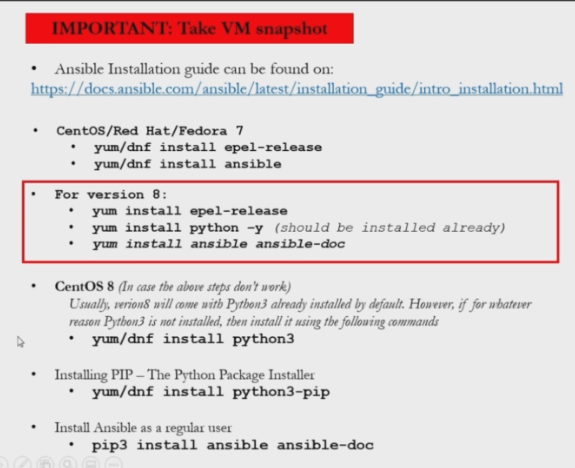 IMPORTANT: Take VM snapshot
• Ansible Installation guide can be found on:
https://docs.ansible.com/ansible/latest/installation_guide/intro_installation.html
• CentOS/Red Hat/Fedora 7
• yum/dnf install epel-release
• yum/dnf install ansible
• For version 8:
• yum install epel-release
• yum install python -y (should be installed already)
• yum install ansible ansible-doc
• CentOS 8 (In case the above steps don't work)
Usually, verion8 will come with Python3 already installed by default. However, if for whatever
reason Python3 is not installed, then install it using the following commands
• yum/dnf install python3
• Installing PIP – The Python Package Installer
• yum/dnf install python3-pip
• Install Ansible as a regular user
• pip3 install ansible ansible-doc